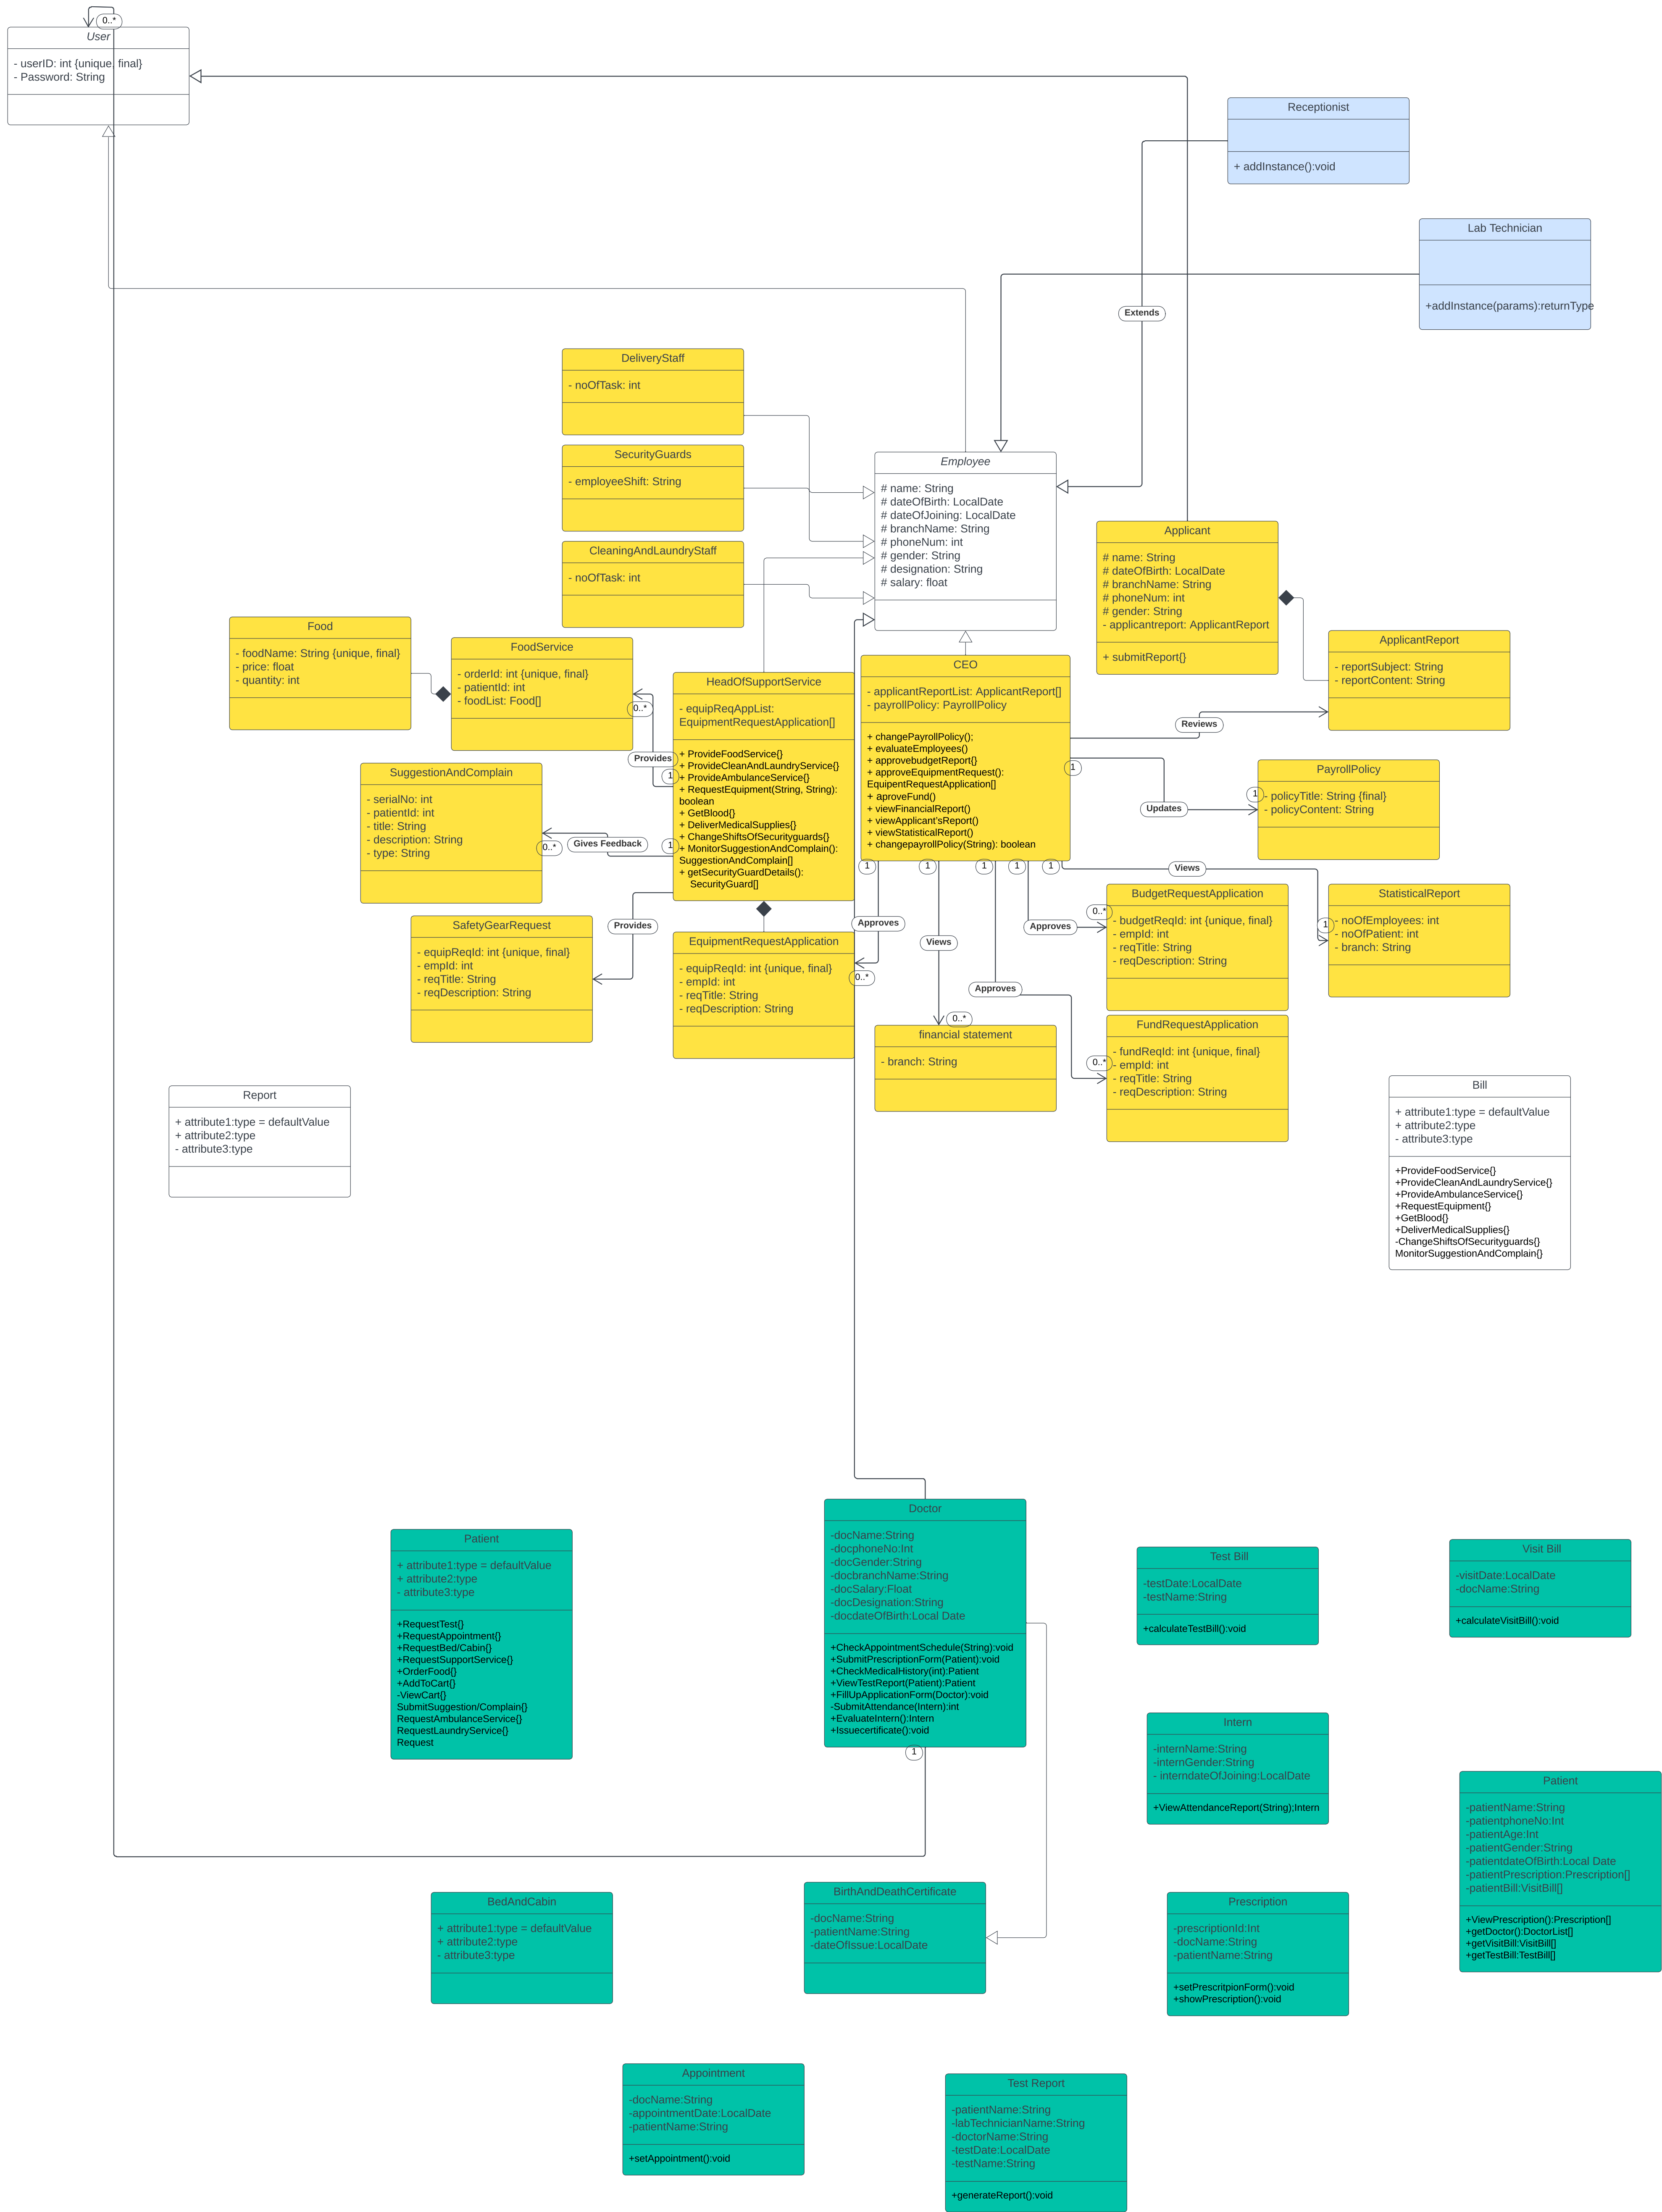 0..*
User
- userID: int {unique, final}
- Password: String
Receptionist
+ addInstance():void
Lab Technician
+addInstance(params):returnType
Extends
DeliveryStaff
- noOfTask: int
SecurityGuards
- employeeShift: String
CleaningAndLaundryStaff
- noOfTask: int
Employee
# name: String
# dateOfBirth: LocalDate
# dateOfJoining: LocalDate
# branchName: String
# phoneNum: int
# gender: String
# designation: String
# salary: float
Applicant
# name: String
# dateOfBirth: LocalDate
# branchName: String
# phoneNum: int
# gender: String
- applicantreport: ApplicantReport
+ submitReport{}
ApplicantReport
- reportSubject: String
- reportContent: String
Food
- foodName: String {unique, final}
- price: float
- quantity: int
FoodService
- orderId: int {unique, final}
- patientId: int
- foodList: Food[]
0..*
Provides
1
HeadOfSupportService
- equipReqAppList:
EquipmentRequestApplication[]
+ ProvideFoodService{}
+ ProvideCleanAndLaundryService{}
+ ProvideAmbulanceService{}
+ RequestEquipment(String, String):
boolean
+ GetBlood{}
+ DeliverMedicalSupplies{}
+ ChangeShiftsOfSecurityguards{}
+ MonitorSuggestionAndComplain():
SuggestionAndComplain[]
+ getSecurityGuardDetails():
SecurityGuard[]
CEO
- applicantReportList: ApplicantReport[]
- payrollPolicy: PayrollPolicy
+ changePayrollPolicy();
+ evaluateEmployees()
+ approvebudgetReport{}
+ approveEquipmentRequest():
EquipentRequestApplication[]
+ aproveFund()
+ viewFinancialReport()
+ viewApplicant'sReport()
+ viewStatisticalReport()
+ changepayrollPolicy(String): boolean
Reviews
1
Updates
1
PayrollPolicy
- policyTitle: String {final}
- policyContent: String
SuggestionAndComplain
- serialNo: int
- patientId: int
- title: String
- description: String
- type: String
0..*
Gives Feedback
1
1
1
1
1
1
Views
1
StatisticalReport
- noOfEmployees: int
- noOfPatient: int
- branch: String
SafetyGearRequest
- equipReqId: int {unique, final}
- empId: int
- reqTitle: String
- reqDescription: String
Provides
EquipmentRequestApplication
- equipReqId: int {unique, final}
- empId: int
- reqTitle: String
- reqDescription: String
Approves
0..*
Views
0..*
Approves
0..*
BudgetRequestApplication
- budgetReqId: int {unique, final}
- empId: int
- reqTitle: String
- reqDescription: String
Approves
0..*
financial statement
- branch: String
FundRequestApplication
- fundReqId: int {unique, final}
- empId: int
- reqTitle: String
- reqDescription: String
Report
+ attribute1:type = defaultValue
+ attribute2:type
- attribute3:type
Bill
+ attribute1:type = defaultValue
+ attribute2:type
- attribute3:type
+ProvideFoodService{}
+ProvideCleanAndLaundryService{}
+ProvideAmbulanceService{}
+RequestEquipment{}
+GetBlood{}
+DeliverMedicalSupplies{}
-ChangeShiftsOfSecurityguards{}
MonitorSuggestionAndComplain{}
Patient
+ attribute1:type = defaultValue
+ attribute2:type
- attribute3:type
+RequestTest{}
+RequestAppointment{}
+RequestBed/Cabin{}
+RequestSupportService{}
+OrderFood{}
+AddToCart{}
-ViewCart{}
SubmitSuggestion/Complain{}
RequestAmbulanceService{}
RequestLaundryService{}
Request
Doctor
-docName:String
-docphoneNo:Int
-docGender:String
-docbranchName:String
-docSalary:Float
-docDesignation:String
-docdateOfBirth:Local Date
+CheckAppointmentSchedule(String):void
+SubmitPrescriptionForm(Patient):void
+CheckMedicalHistory(int):Patient
+ViewTestReport(Patient):Patient
+FillUpApplicationForm(Doctor):void
-SubmitAttendance(Intern):int
+EvaluateIntern():Intern
+Issuecertificate():void
1
Test Bill
-testDate:LocalDate
-testName:String
+calculateTestBill():void
Visit Bill
-visitDate:LocalDate
-docName:String
+calculateVisitBill():void
Intern
-internName:String
-internGender:String
- interndateOfJoining:LocalDate
+ViewAttendanceReport(String);Intern
Patient
-patientName:String
-patientphoneNo:Int
-patientAge:Int
-patientGender:String
-patientdateOfBirth:Local Date
-patientPrescription:Prescription[]
-patientBill:VisitBill[]
+ViewPrescription():Prescription[]
+getDoctor():DoctorList[]
+getVisitBill:VisitBill[]
+getTestBill:TestBill[]
BedAndCabin
+ attribute1:type = defaultValue
+ attribute2:type
- attribute3:type
BirthAndDeathCertificate
-docName:String
-patientName:String
-dateOfIssue:LocalDate
Prescription
-prescriptionId:Int
-docName:String
-patientName:String
+setPrescritpionForm():void
+showPrescription():void
Appointment
-docName:String
-appointmentDate:LocalDate
-patientName:String
+setAppointment():void
Test Report
-patientName:String
-labTechnicianName:String
-doctorName:String
-testDate:LocalDate
-testName:String
+generateReport():void